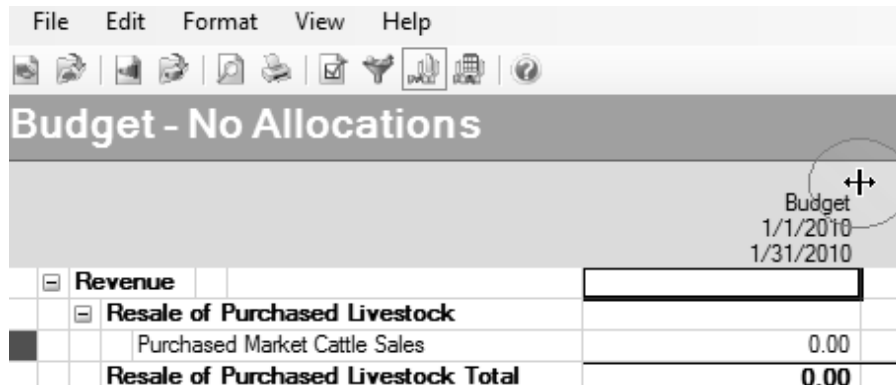 File Edit Format View Help
Budget - No Allocations
Budget
1/1/2010
1/31/2010
Revenue
Resale of Purchased Livestock
Purchased Market Cattle Sales 0.00
Resale of Purchased Livestock Total 0.00